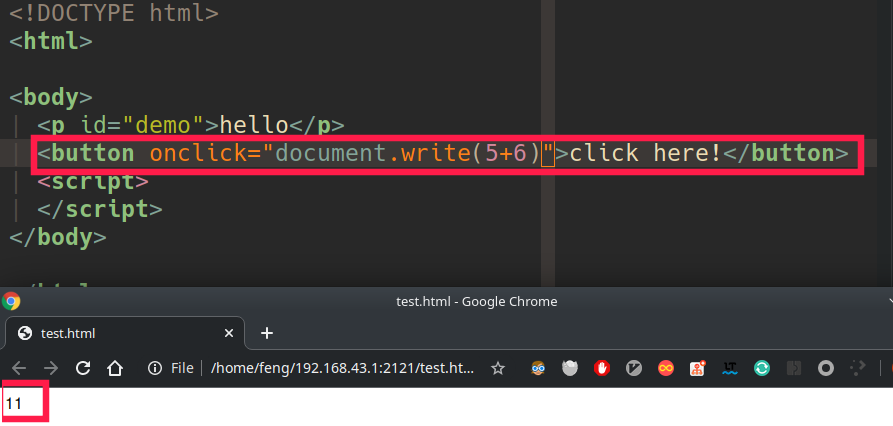 <!DOCTYPE html>
<html>
<body>
<p id="demo">hello</p>
<button onclick="document.write(5+6)">click here!</button>
<script>
</script>
</body>
test.html - Google Chrome
test.html
File
/home/feng/192.168.43.1:2121/test.ht...
11